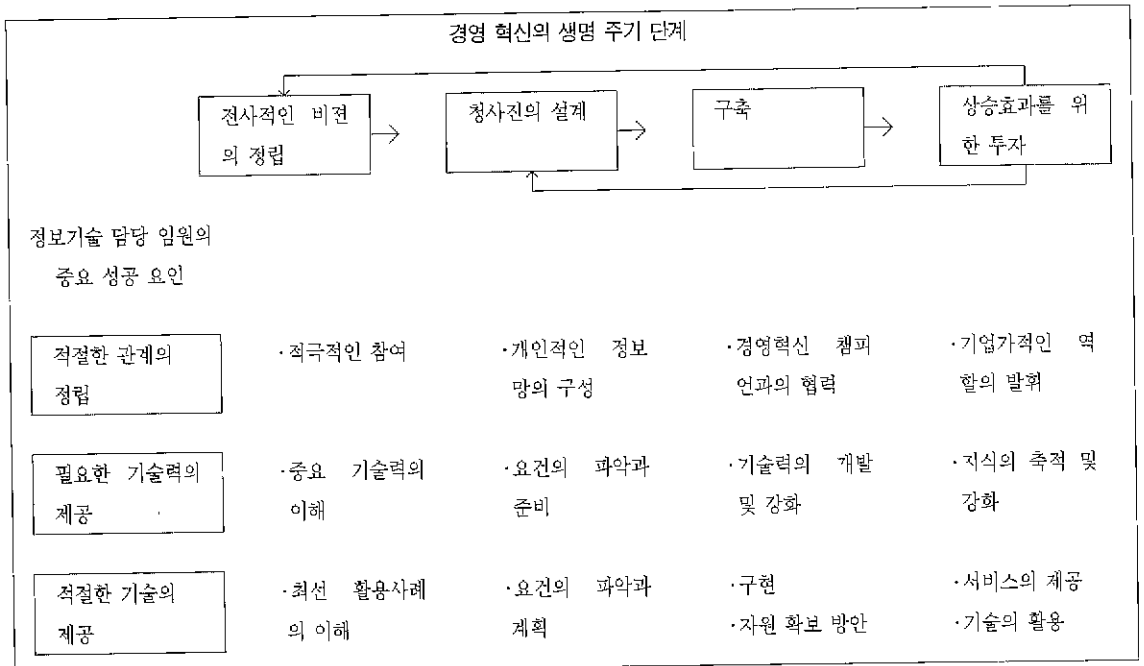 경영 혁신의 생명 주기 단계
전사적인 비젼
의 정립
청사진의 설계
구축
상승효과를 위
한 투자
정보기술 담당 임원의
중요 성공 요인
적절한 관계의
정립
·적극적인 참여
·개인적인 정보
망의 구성
·경영혁신 챔피
언과의 협력
·기업가적인 역
할의 발휘
필요한 기술력의
제공
·중요 기술력의
이해
·요건의 파악과
준비
·기술력의 개발
및 강화
·지식의 축적 및
강화
적절한 기술의
제공
·최선 활용사례
의 이해
·요건의 파악과
계획
·구현
·자원 확보 방안
·서비스의 제공
·기술의 활용